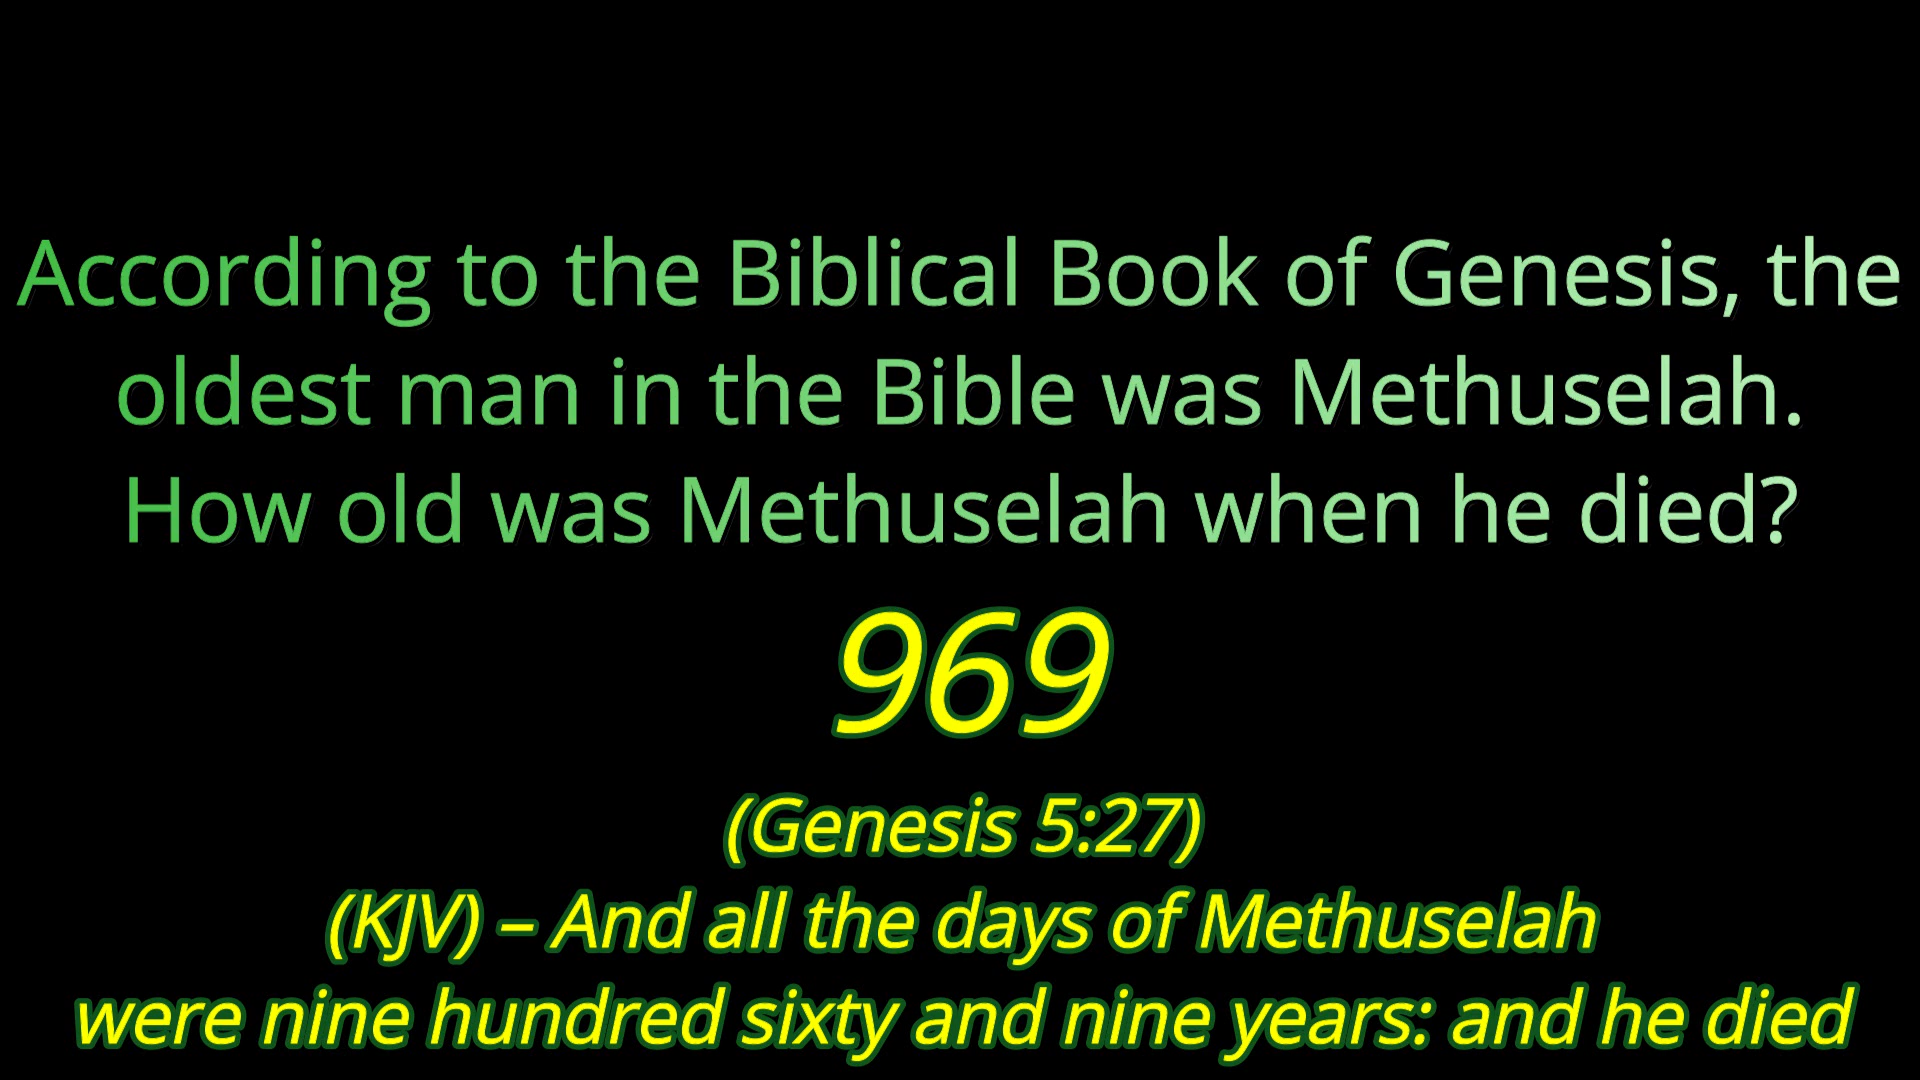 According to the Biblical Book of Genesis, the
oldest man in the Bible was Methuselah.
How old was Methuselah when he died?
969
(Genesis 5:27)
(KJV) – And all the days of Methuselah
were nine hundred sixty and nine years: and he died